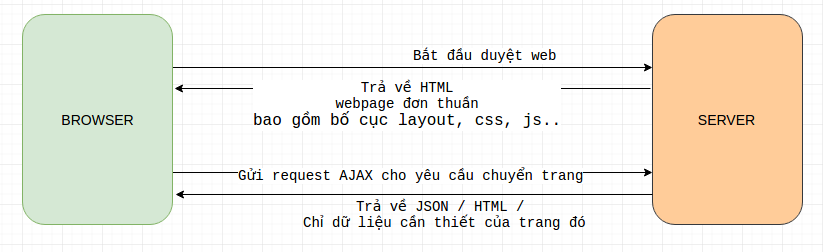 Bắt đầu duyệt web
Trả về HTML
webpage đơn thuần
bao gồm bố cục layout, css, js..
BROWSER
SERVER
Gửi request AJAX cho yêu cầu chuyển trang
Trả về JSON / HTML /
Chỉ dữ liệu cần thiết của trang đó